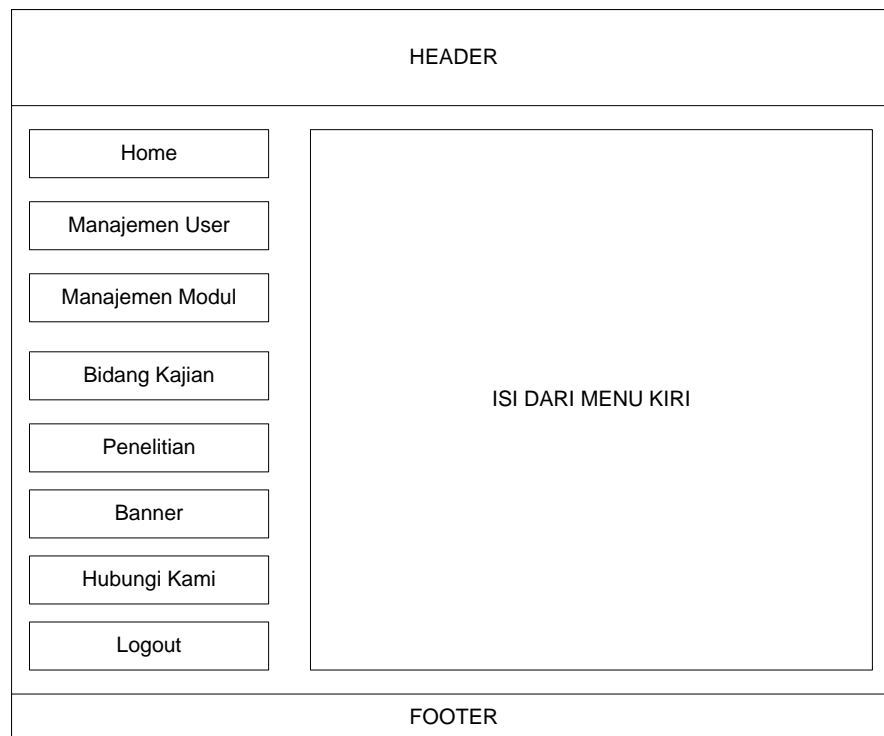 HEADER
Home
Manajemen User
Manajemen Modul
Bidang Kajian
Penelitian
Banner
Hubungi Kami
Logout
ISI DARI MENU KIRI
FOOTER